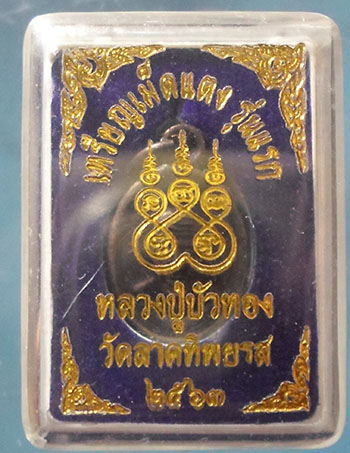 เหรียญเม็ดแตง รุ่นแรก
หลวงปู่บัวทอง
วัดลาดทิพยรส
๒๕๖๓